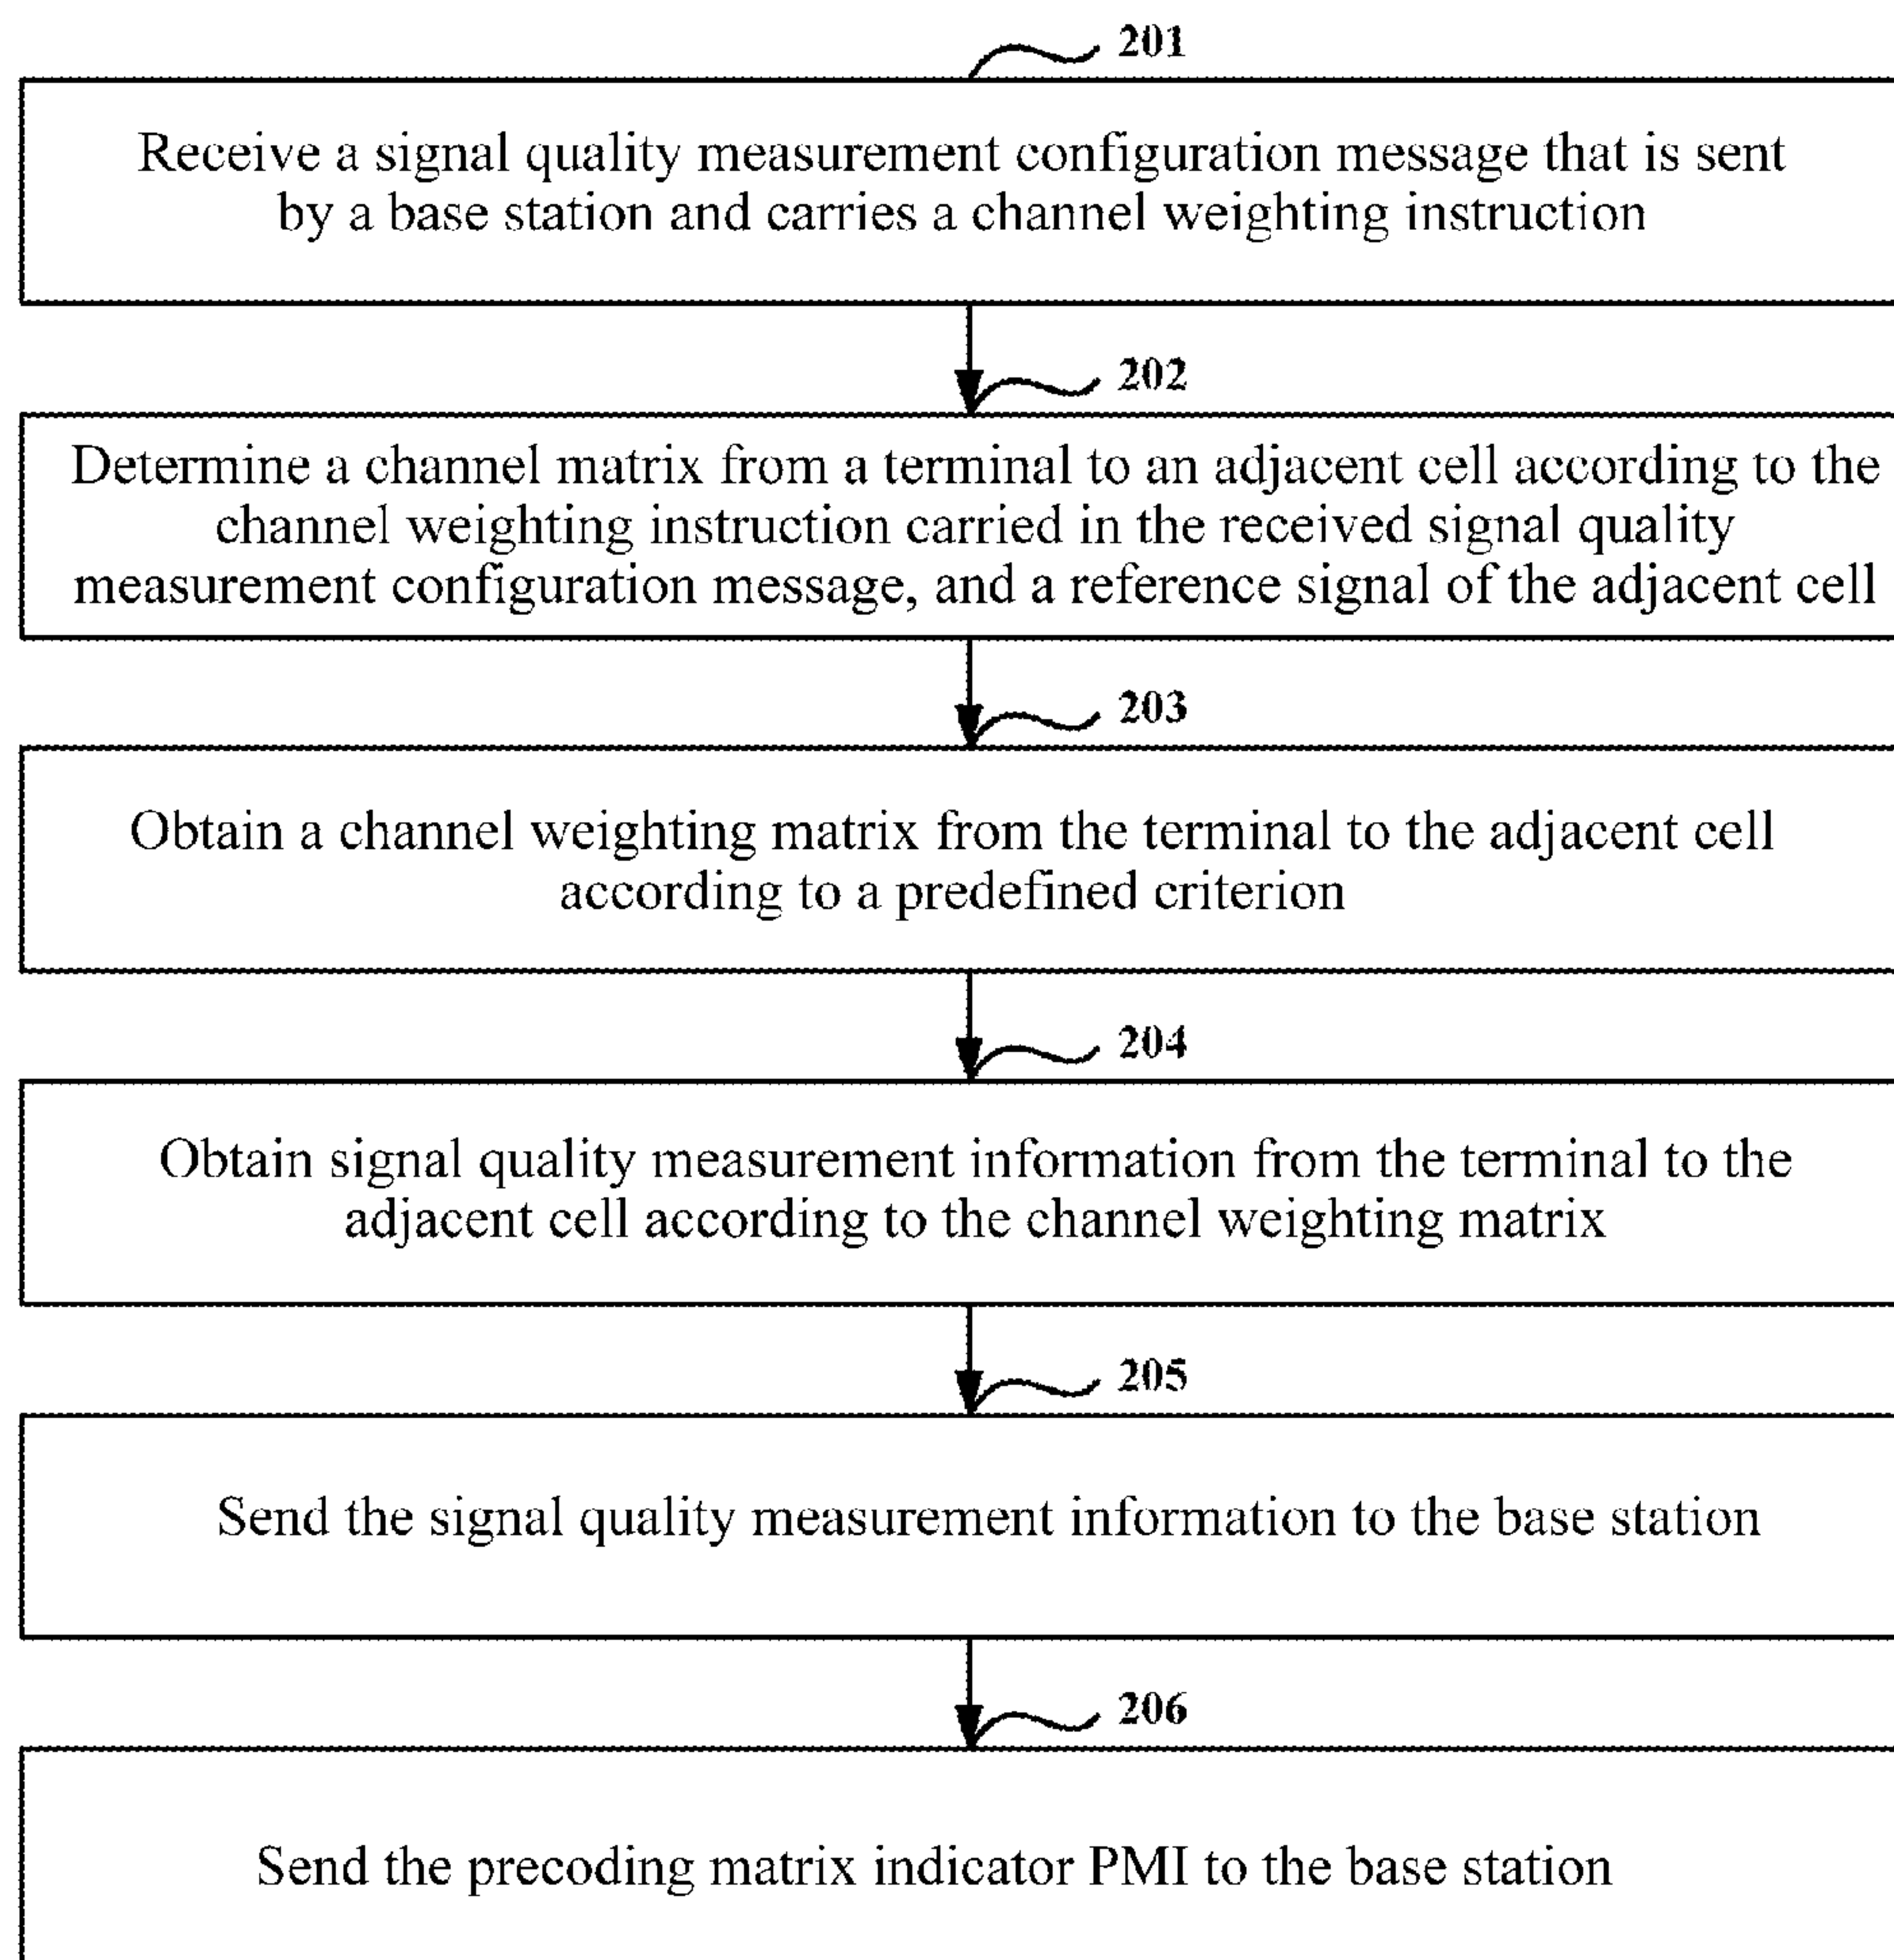 201
Receive a signal quality measurement configuration message that is sent
by a base station and carries a channel weighting instruction
202
Determine a channel matrix from a terminal to an adjacent cell according to the
channel weighting instruction carried in the received signal quality
measurement configuration message, and a reference signal of the adjacent cell
203
Obtain a channel weighting matrix from the terminal to the adjacent cell
according to a predefined criterion
204
Obtain signal quality measurement information from the terminal to the
adjacent cell according to the channel weighting matrix
205
Send the signal quality measurement information to the base station
206
Send the precoding matrix indicator PMI to the base station